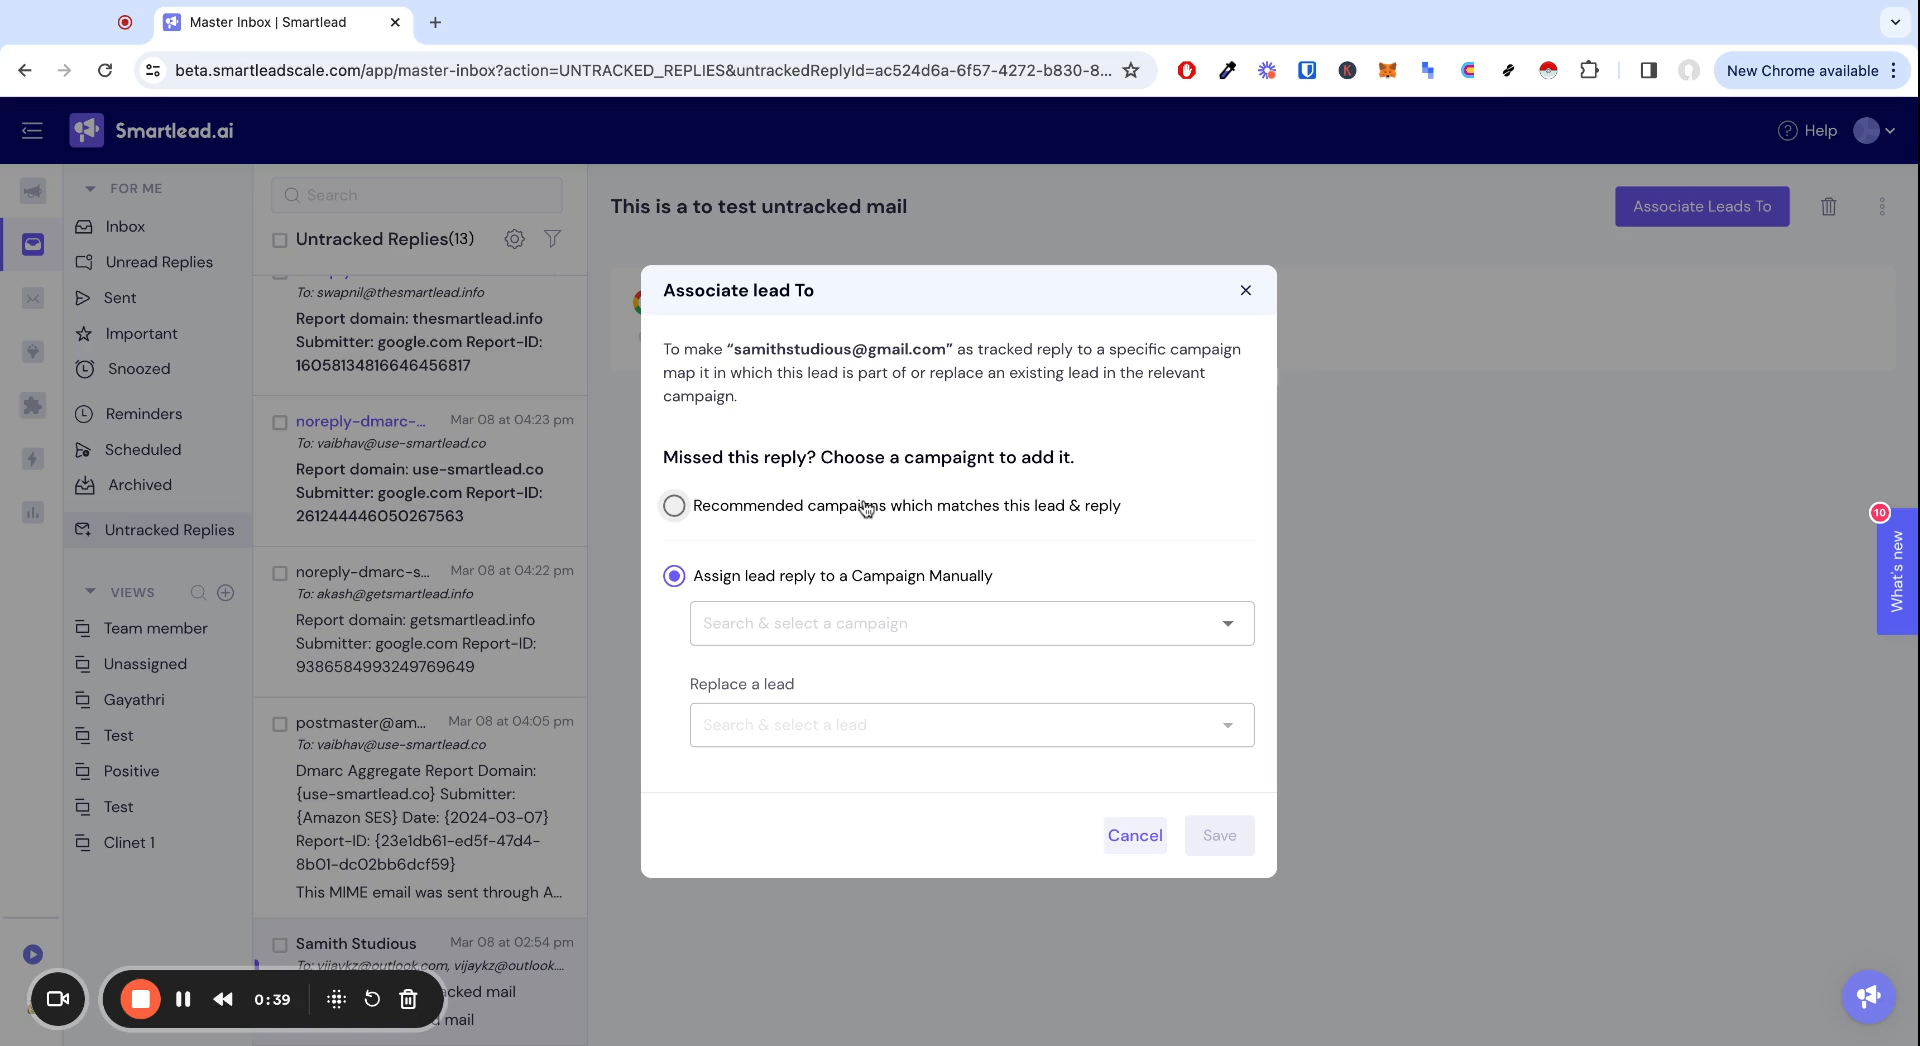 Master Inbox | Smartlead
beta.smartleadscale.com/app/master-inbox?action=UNTRACKED_REPLIES&untrackedReplyId=ac524d6a-6f57-4272-b830-8...
New Chrome available
Smartlead.ai
Help
FOR ME
Inbox
Unread Replies
Sent
Important
Snoozed
Reminders
Scheduled
Archived
Untracked Replies
VIEWS
Team member
Unassigned
Gayathri
Test
Positive
Test
Clinet 1
Search
Untracked Replies(13)
To: swapnil@thesmartlead.info
Report domain: thesmartlead.info
Submitter: google.com Report-ID:
16058134816646456817
noreply-dmarc-... Mar 08 at 04:23 pm
To: vaibhav@use-smartlead.co
Report domain: use-smartlead.co
Submitter: google.com Report-ID:
261244446050267563
noreply-dmarc-s... Mar 08 at 04:22 pm
To: akash@getsmartlead.info
Report domain: getsmartlead.info
Submitter: google.com Report-ID:
9386584993249769649
postmaster@am... Mar 08 at 04:05 pm
To: vaibhav@use-smartlead.co
Dmarc Aggregate Report Domain:
{use-smartlead.co} Submitter:
{Amazon SES} Date: {2024-03-07}
Report-ID: {23e1db61-ed5f-47d4-
8b01-dc02bb6dcf59}
This MIME email was sent through A...
Samith Studious Mar 08 at 02:54 pm
To: vijaykz@outlook.com, vijaykz@outlook....
acked mail
mail
0:39
This is a to test untracked mail
Associate Leads To
Associate lead To
To make “samithstudious@gmail.com” as tracked reply to a specific campaign
map it in which this lead is part of or replace an existing lead in the relevant
campaign.
Missed this reply? Choose a campaignt to add it.
Recommended campaigns which matches this lead & reply
Assign lead reply to a Campaign Manually
Search & select a campaign
Replace a lead
Search & select a lead
Cancel
Save
10
What's new